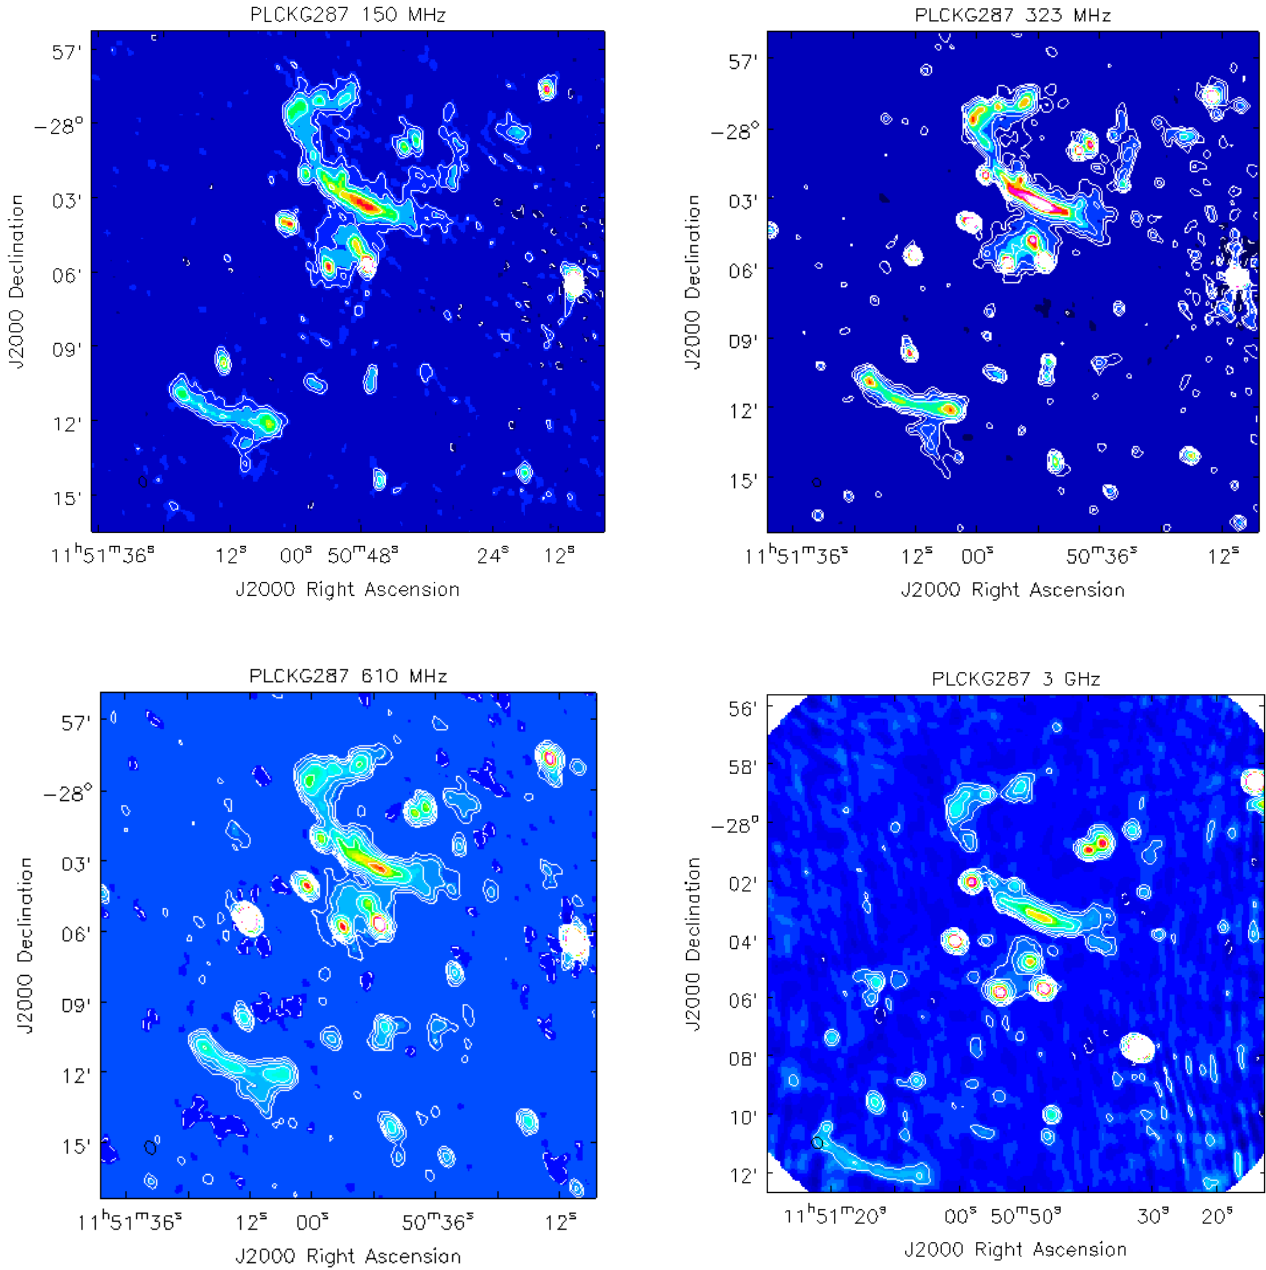 PLCKG287 150 MHz
57'
−28°
03'
06'
09'
12'
15'
J2000 Declination
11ʰ51ᵐ36ˢ 12ˢ 00ˢ 50ᵐ48ˢ 24ˢ 12ˢ
J2000 Right Ascension
PLCKG287 323 MHz
57'
−28°
03'
06'
09'
12'
15'
J2000 Declination
11ʰ51ᵐ36ˢ 12ˢ 00ˢ 50ᵐ36ˢ 12ˢ
J2000 Right Ascension
PLCKG287 610 MHz
57'
−28°
03'
06'
09'
12'
15'
J2000 Declination
11ʰ51ᵐ36ˢ 12ˢ 00ˢ 50ᵐ36ˢ 12ˢ
J2000 Right Ascension
PLCKG287 3 GHz
56'
58'
−28°
02'
04'
06'
08'
10'
12'
J2000 Declination
11ʰ51ᵐ20ˢ 00ˢ 50ᵐ50ˢ 30ˢ 20ˢ
J2000 Right Ascension